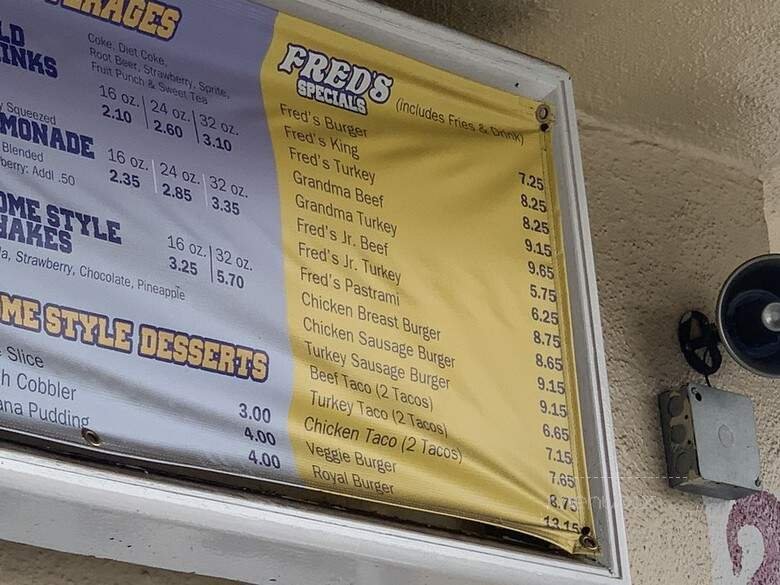 ERAGES
LD
INKS
Coke, Diet Coke,
Root Beer, Strawberry, Sprite,
Fruit Punch & Sweet Tea
16 oz. 24 oz. 32 oz.
2.10 2.60 3.10
y Squeezed
MONADE
Blended
berry: Addl .50
16 oz. 24 oz. 32 oz.
2.35 2.85 3.35
OME STYLE
HAKES
16 oz. 32 oz.
3.25 5.70
la, Strawberry, Chocolate, Pineapple
OME STYLE DESSERTS
e Slice 3.00
h Cobbler 4.00
ana Pudding 4.00
FRED'S
SPECIALS
(includes Fries & Drink)
Fred's Burger 7.25
Fred's King 8.25
Fred's Turkey 8.25
Grandma Beef 9.15
Grandma Turkey 9.65
Fred's Jr. Beef 5.75
Fred's Jr. Turkey 6.25
Fred's Pastrami 8.75
Chicken Breast Burger 8.65
Chicken Sausage Burger 9.15
Turkey Sausage Burger 9.15
Beef Taco (2 Tacos) 6.65
Turkey Taco (2 Tacos) 7.15
Chicken Taco (2 Tacos) 7.65
Veggie Burger 8.75
Royal Burger 13.15